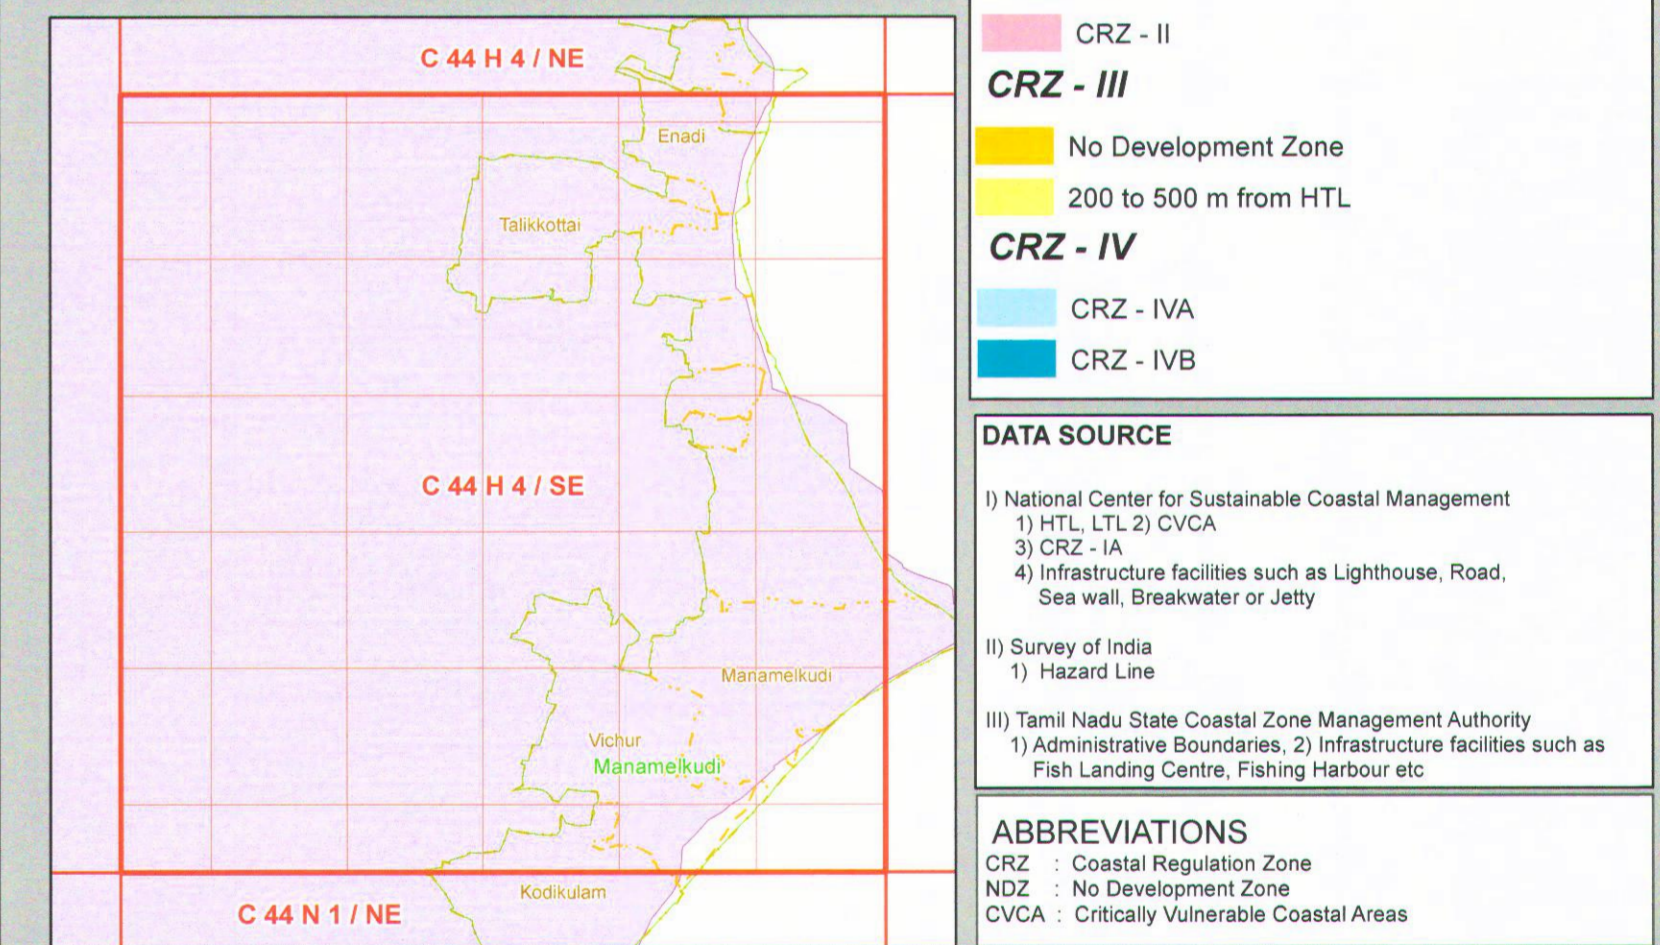 C 44 H 4 / NE
Enadi
Talikkottai
C 44 H 4 / SE
Manamelkudi
Vichur
Manamelkudi
Kodikulam
C 44 N 1 / NE
CRZ - II
CRZ - III
No Development Zone
200 to 500 m from HTL
CRZ - IV
CRZ - IVA
CRZ - IVB
DATA SOURCE
I) National Center for Sustainable Coastal Management
1) HTL, LTL 2) CVCA
3) CRZ - IA
4) Infrastructure facilities such as Lighthouse, Road,
Sea wall, Breakwater or Jetty
II) Survey of India
1) Hazard Line
III) Tamil Nadu State Coastal Zone Management Authority
1) Administrative Boundaries, 2) Infrastructure facilities such as
Fish Landing Centre, Fishing Harbour etc
ABBREVIATIONS
CRZ : Coastal Regulation Zone
NDZ : No Development Zone
CVCA : Critically Vulnerable Coastal Areas